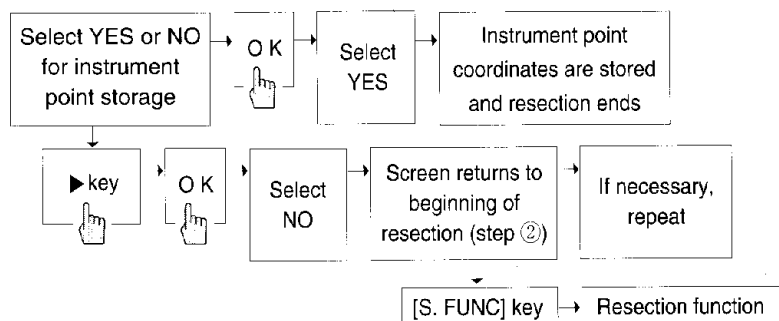 Select YES or NO
for instrument
point storage
O K
Select
YES
Instrument point
coordinates are stored
and resection ends
▶key
O K
Select
NO
Screen returns to
beginning of
resection (step ②)
If necessary,
repeat
[S. FUNC] key
Resection function